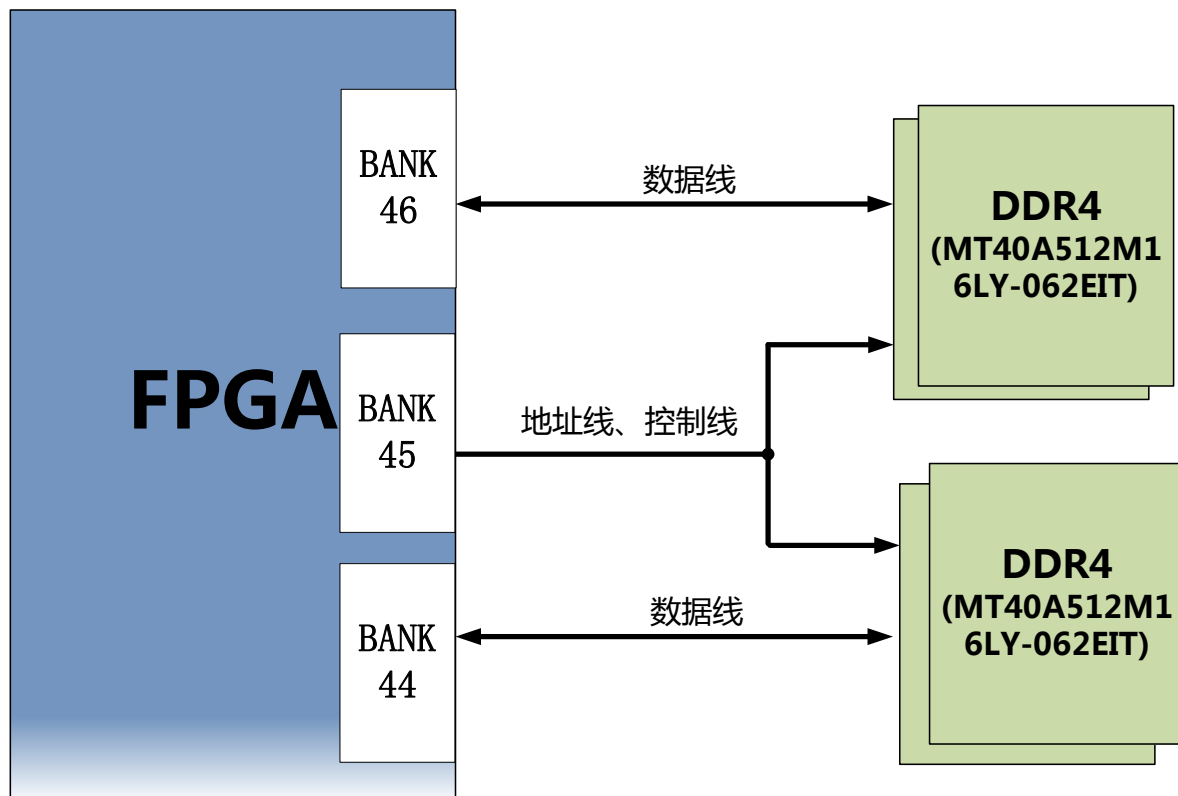 FPGA
BANK
46
数据线
DDR4
(MT40A512M1
6LY-062EIT)
BANK
45
地址线、控制线
BANK
44
数据线
DDR4
(MT40A512M1
6LY-062EIT)